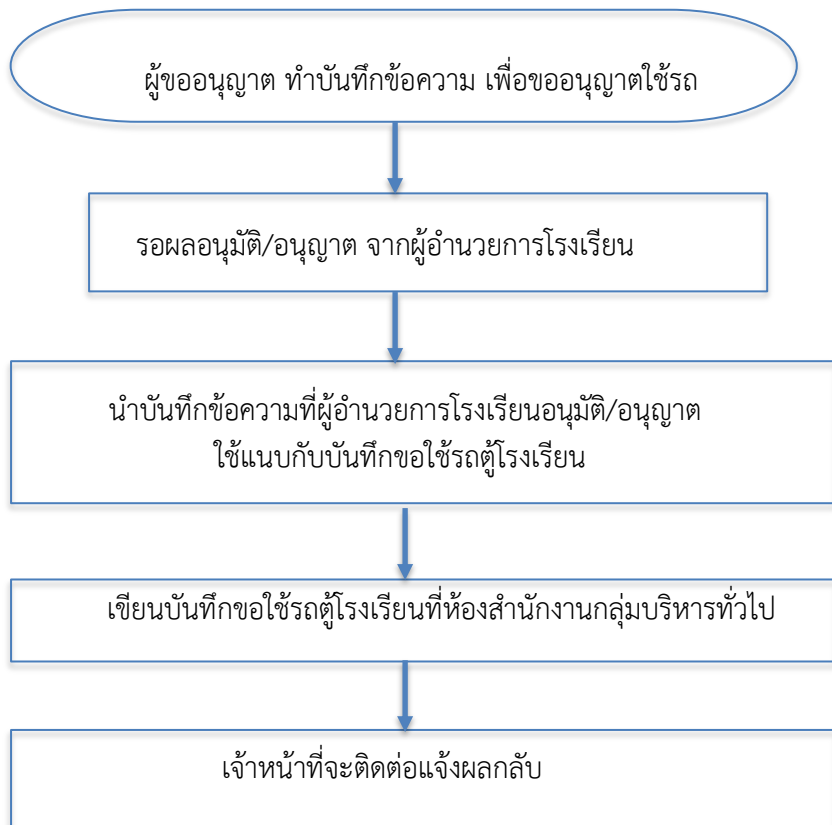 ผู้ขออนุญาต ทำบันทึกข้อความ เพื่อขออนุญาตใช้รถ
รอผลอนุมัติ/อนุญาต จากผู้อำนวยการโรงเรียน
นำบันทึกข้อความที่ผู้อำนวยการโรงเรียนอนุมัติ/อนุญาต
ใช้แนบกับบันทึกขอใช้รถตู้โรงเรียน
เขียนบันทึกขอใช้รถตู้โรงเรียนที่ห้องสำนักงานกลุ่มบริหารทั่วไป
เจ้าหน้าที่จะติดต่อแจ้งผลกลับ